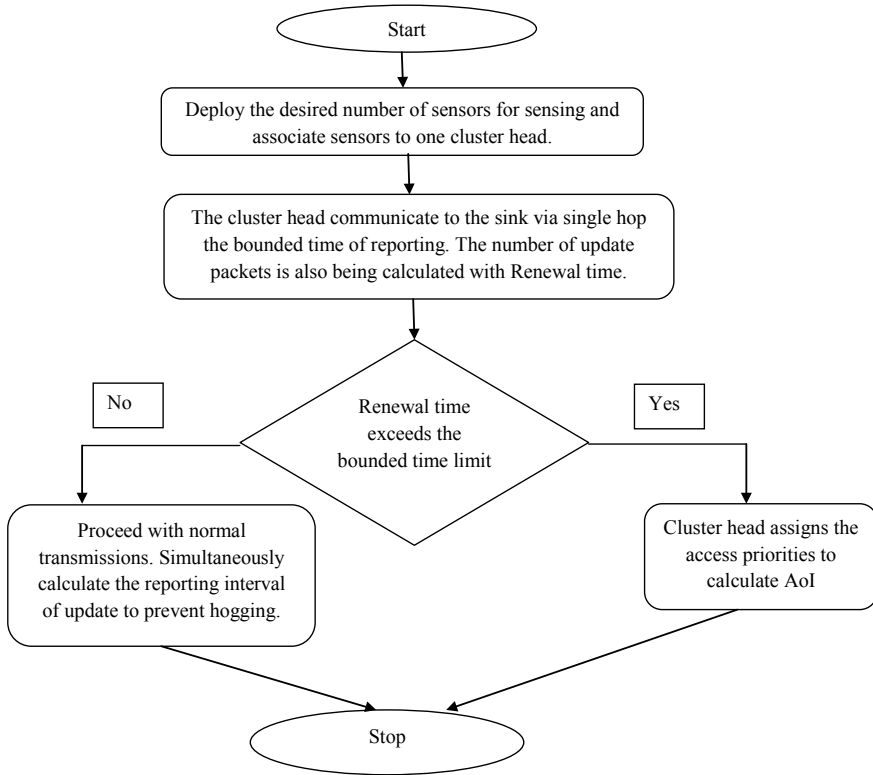 Start
Deploy the desired number of sensors for sensing and
associate sensors to one cluster head.
The cluster head communicate to the sink via single hop
the bounded time of reporting. The number of update
packets is also being calculated with Renewal time.
No
Yes
Renewal time
exceeds the
bounded time limit
Proceed with normal
transmissions. Simultaneously
calculate the reporting interval
of update to prevent hogging.
Cluster head assigns the
access priorities to
calculate AoI
Stop